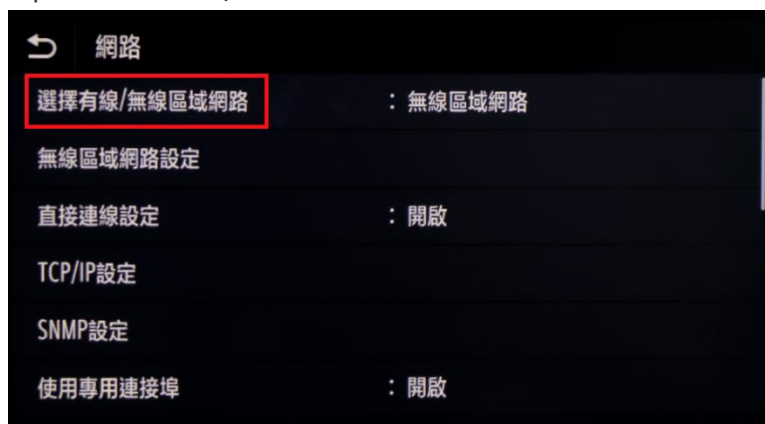 網路
選擇有線/無線區域網路 : 無線區域網路
無線區域網路設定
直接連線設定 : 開啟
TCP/IP設定
SNMP設定
使用專用連接埠 : 開啟